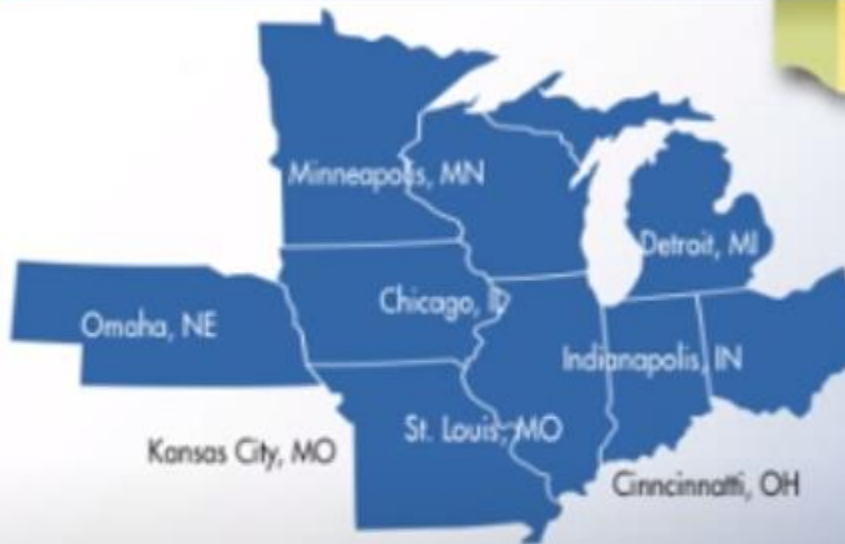 Minneapolis, MN
Detroit, MI
Chicago, IL
Omaha, NE
Indianapolis, IN
St. Louis, MO
Kansas City, MO
Cinncinnatti, OH